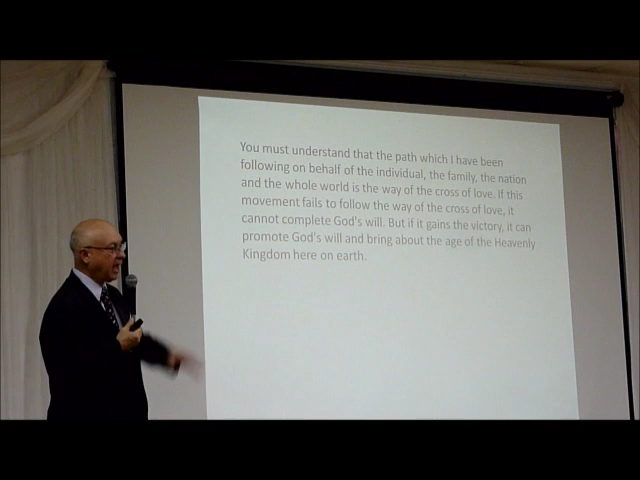 You must understand that the path which I have been
following on behalf of the individual, the family, the nation
and the whole world is the way of the cross of love. If this
movement fails to follow the way of the cross of love, it
cannot complete God's will. But if it gains the victory, it can
promote God's will and bring about the age of the Heavenly
Kingdom here on earth.